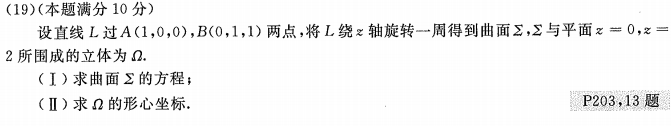 (19)(本题满分 10 分)
设直线 L 过 A(1,0,0),B(0,1,1) 两点,将 L 绕 z 轴旋转一周得到曲面 Σ,Σ 与平面 z = 0,z =
2 所围成的立体为 Ω.
(Ⅰ) 求曲面 Σ 的方程;
(Ⅱ) 求 Ω 的形心坐标.
P203,13 题